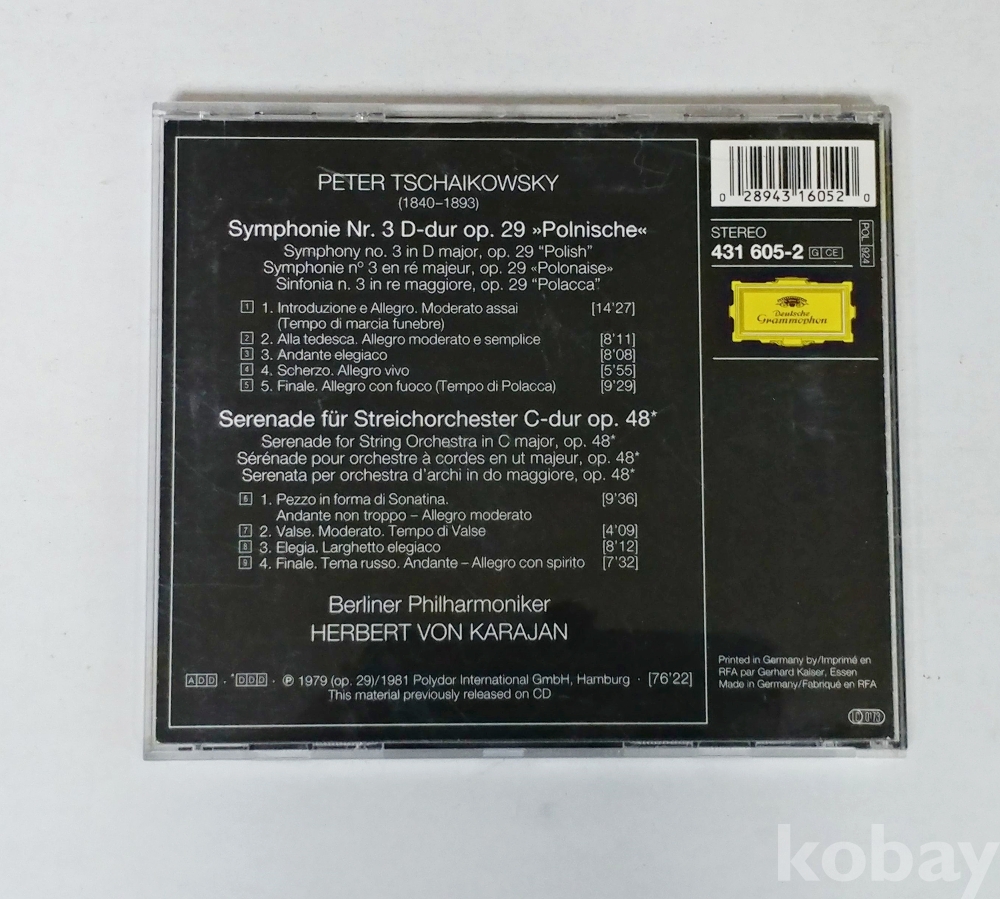 PETER TSCHAIKOWSKY
(1840–1893)
Symphonie Nr. 3 D-dur op. 29 »Polnische«
Symphony no. 3 in D major, op. 29 “Polish”
Symphonie nº 3 en ré majeur, op. 29 «Polonaise»
Sinfonia n. 3 in re maggiore, op. 29 “Polacca”
1 1. Introduzione e Allegro. Moderato assai [14'27]
(Tempo di marcia funebre)
2 2. Alla tedesca. Allegro moderato e semplice [8'11]
3 3. Andante elegiaco [8'08]
4 4. Scherzo. Allegro vivo [5'55]
5 5. Finale. Allegro con fuoco (Tempo di Polacca) [9'29]
Serenade für Streichorchester C-dur op. 48*
Serenade for String Orchestra in C major, op. 48*
Sérénade pour orchestre à cordes en ut majeur, op. 48*
Serenata per orchestra d'archi in do maggiore, op. 48*
6 1. Pezzo in forma di Sonatina. [9'36]
Andante non troppo – Allegro moderato
7 2. Valse. Moderato. Tempo di Valse [4'09]
8 3. Elegia. Larghetto elegiaco [8'12]
9 4. Finale. Tema russo. Andante – Allegro con spirito [7'32]
Berliner Philharmoniker
HERBERT VON KARAJAN
ADD · *DDD · ℗ 1979 (op. 29)/1981 Polydor International GmbH, Hamburg · [76'22]
This material previously released on CD
0 28943 16052 0
STEREO
431 605-2 G CE
POL 924
Deutsche
Grammophon
Printed in Germany by/Imprimé en
RFA par Gerhard Kaiser, Essen
Made in Germany/Fabriqué en RFA
kobay